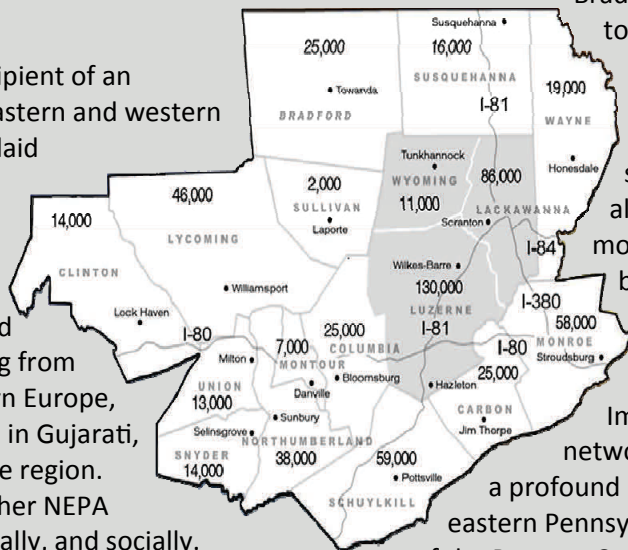 ipient of an
astern and western
laid
d
g from
rn Europe,
in Gujarati,
e region.
her NEPA
ally, and socially.
Susquehanna
25,000
16,000
SUSQUEHANNA
Towanda
BRADFORD
I-81
19,000
WAYNE
Tunkhannock
WYOMING
11,000
86,000
LACKAWANNA
Honesdale
46,000
LYCOMING
2,000
SULLIVAN
Laporte
Scranton
14,000
CLINTON
Williamsport
Wilkes-Barre
130,000
LUZERNE
I-81
I-84
I-380
58,000
MONROE
Stroudsburg
Lock Haven
I-80
Milton
7,000
MONTOUR
25,000
COLUMBIA
I-80
Bloomsburg
Danville
Hazleton
25,000
CARBON
Jim Thorpe
UNION
13,000
Sunbury
Selinsgrove
NORTHUMBERLAND
38,000
SNYDER
14,000
59,000
Pottsville
SCHUYLKILL
to
s
al
mo
b
Im
netwo
a profound
eastern Pennsy